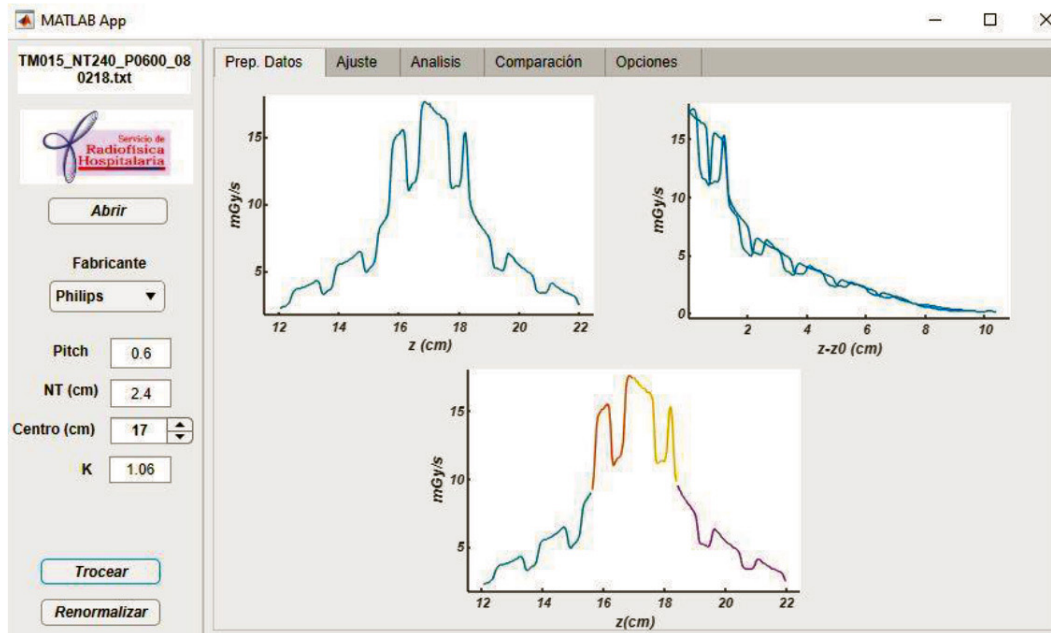 MATLAB App
TM015_NT240_P0600_08
0218.txt
Servicio de
Radiofísica
Hospitalaria
Abrir
Fabricante
Philips
Pitch
0.6
NT (cm)
2.4
Centro (cm)
17
K
1.06
Trocear
Renormalizar
Prep. Datos
Ajuste
Analisis
Comparación
Opciones
mGy/s
15
10
5
12 14 16 18 20 22
z (cm)
mGy/s
15
10
5
0
2 4 6 8 10
z-z0 (cm)
mGy/s
15
10
5
12 14 16 18 20 22
z(cm)